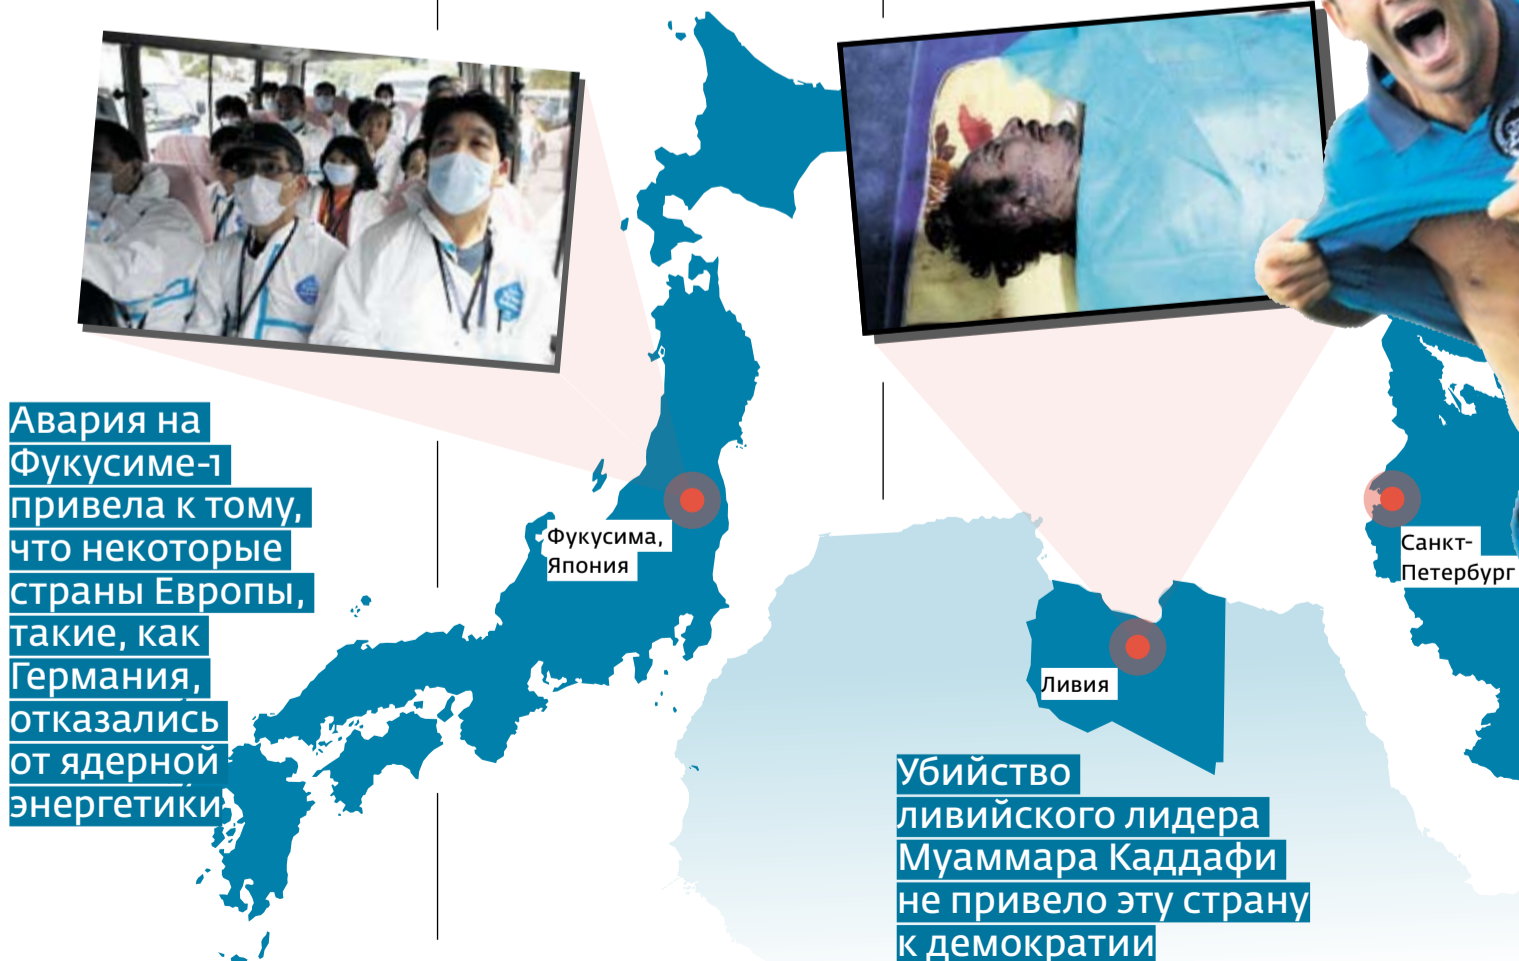 Авария на
Фукусиме-1
привела к тому,
что некоторые
страны Европы,
такие, как
Германия,
отказались
от ядерной
энергетики
Фукусима,
Япония
Ливия
Убийство
ливийского лидера
Муаммара Каддафи
не привело эту страну
к демократии
Санкт-
Петербург